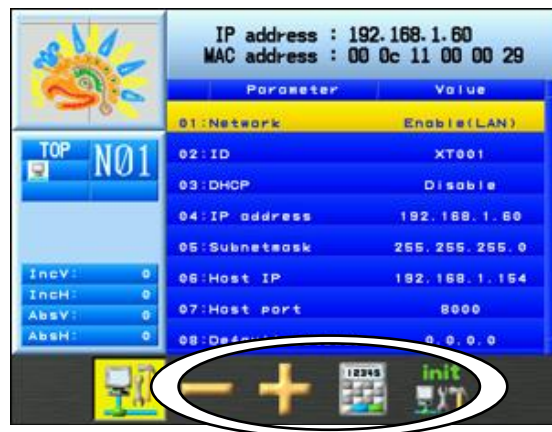 IP address : 192.168.1.60
MAC address : 00 0c 11 00 00 29
Parameter Value
01:Network Enable(LAN)
TOP N01
02:ID XT001
03:DHCP Disable
04:IP address 192.168.1.60
05:Subnetmask 255.255.255.0
IncV: 0
IncH: 0
AbsV: 0
AbsH: 0
06:Host IP 192.168.1.154
07:Host port 8000
08: 0.0.0.0
12345
init